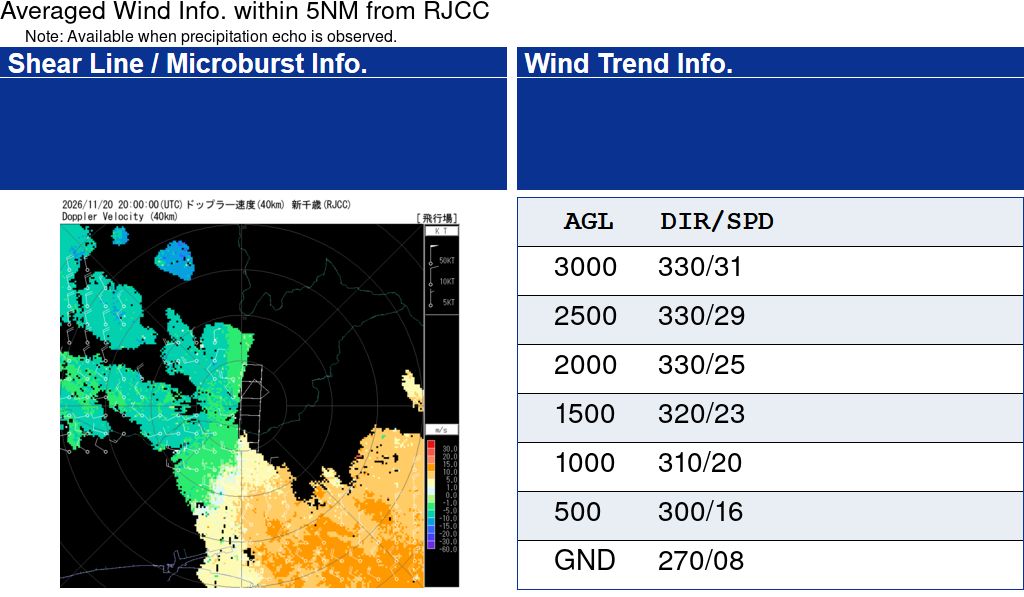 Averaged Wind Info. within 5NM from RJCC
Note: Available when precipitation echo is observed.
Shear Line / Microburst Info.
Wind Trend Info.
2026/11/20 20:00:00(UTC) ドップラー速度(40km) 新千歳(RJCC)
Doppler Velocity (40km)
[飛行場]
K T
50KT
10KT
5KT
m/s
30.0
20.0
15.0
10.0
5.0
1.0
0.0
-1.0
-5.0
-10.0
-15.0
-20.0
-30.0
-60.0
AGL DIR/SPD
3000 330/31
2500 330/29
2000 330/25
1500 320/23
1000 310/20
500 300/16
GND 270/08